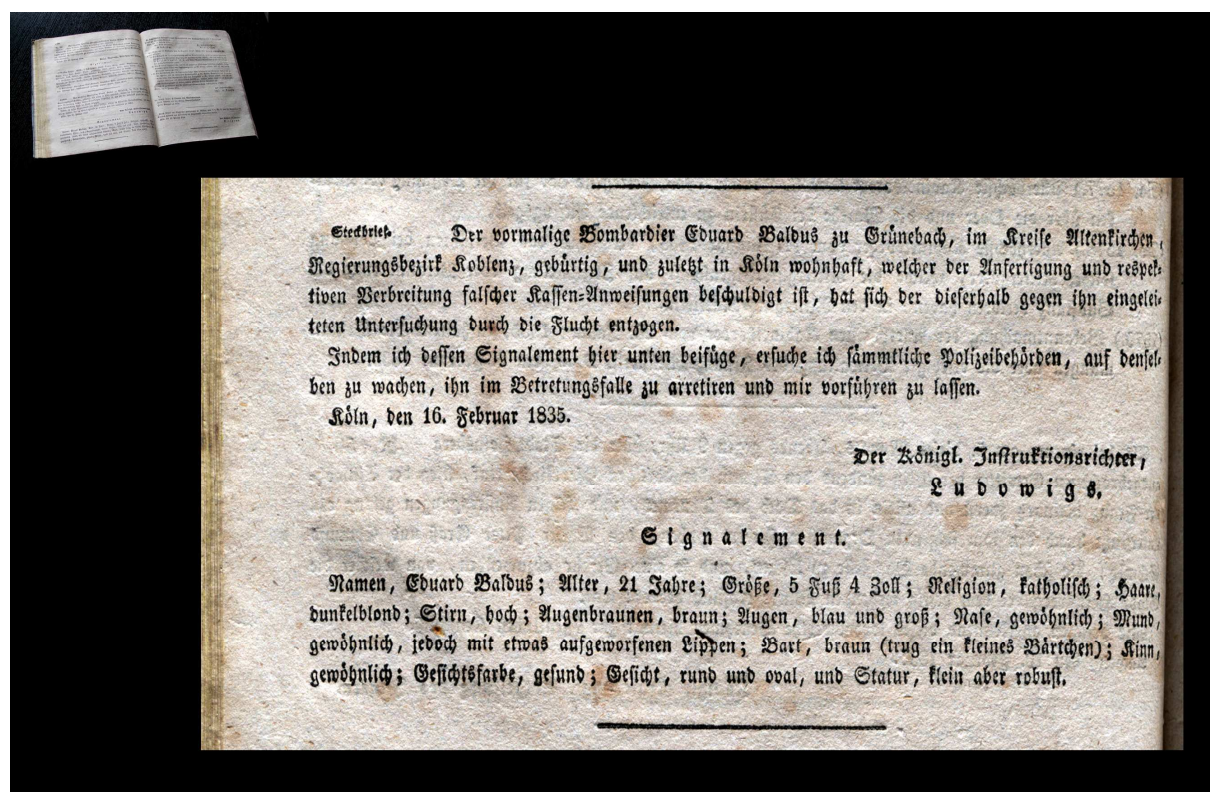 Steckbrief. Der vormalige Bombardier Eduard Baldus zu Grünebach, im Kreise Altenkirchen,
Regierungsbezirk Koblenz, gebürtig, und zuletzt in Köln wohnhaft, welcher der Anfertigung und respek-
tiven Verbreitung falscher Kassen-Anweisungen beschuldigt ist, hat sich der dieserhalb gegen ihn eingelei-
teten Untersuchung durch die Flucht entzogen.
Indem ich dessen Signalement hier unten beifüge, ersuche ich sämmtliche Polizeibehörden, auf densel-
ben zu wachen, ihn im Betretungsfalle zu arretiren und mir vorführen zu lassen.
Köln, den 16. Februar 1835.
Der Königl. Instruktionsrichter,
Ludowigs.
Signalement.
Namen, Eduard Baldus; Alter, 21 Jahre; Größe, 5 Fuß 4 Zoll; Religion, katholisch; Haare,
dunkelblond; Stirn, hoch; Augenbraunen, braun; Augen, blau und groß; Nase, gewöhnlich; Mund,
gewöhnlich, jedoch mit etwas aufgeworfenen Lippen; Bart, braun (trug ein kleines Bärtchen); Kinn,
gewöhnlich; Gesichtsfarbe, gesund; Gesicht, rund und oval, und Statur, klein aber robust.